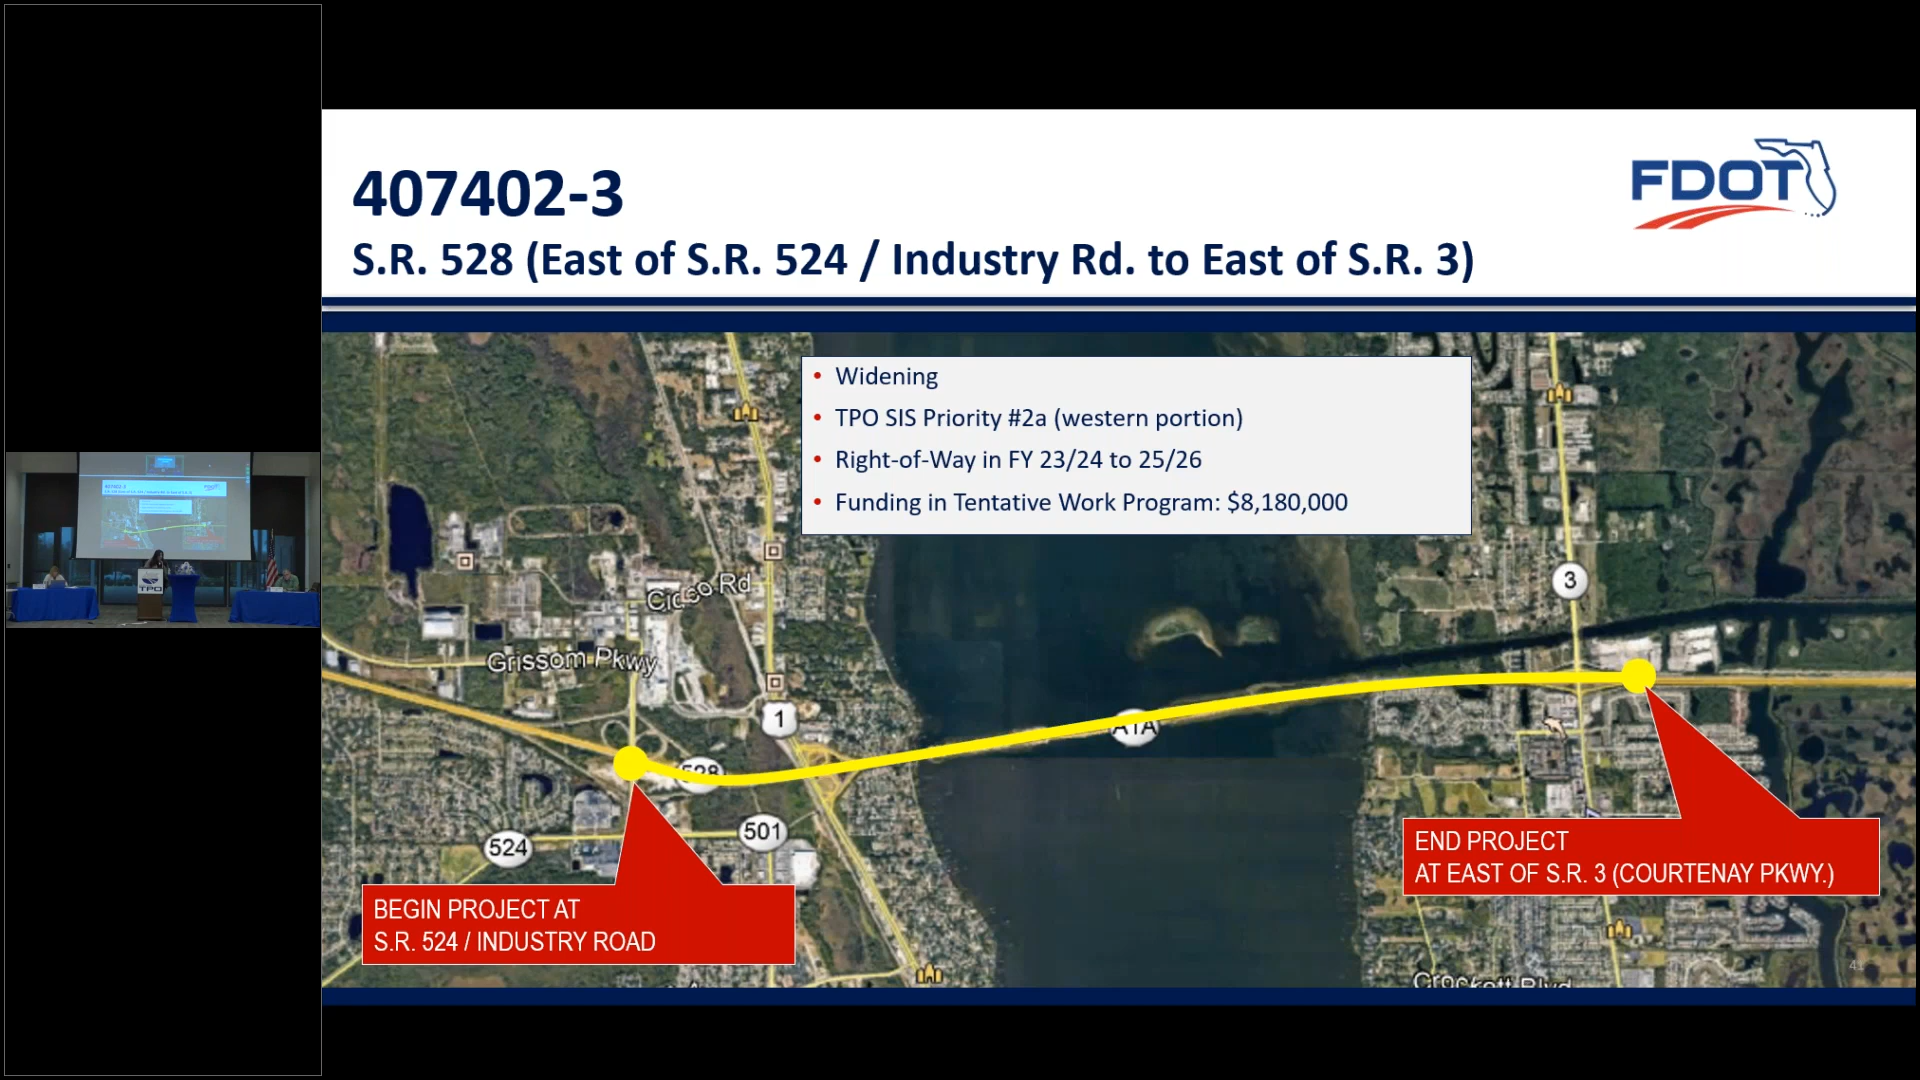 407402-3
S.R. 528 (East of S.R. 524 / Industry Rd. to East of S.R. 3)
FDOT
• Widening
• TPO SIS Priority #2a (western portion)
• Right-of-Way in FY 23/24 to 25/26
• Funding in Tentative Work Program: $8,180,000
Cidco Rd
3
Grissom Pkwy
1
A1A
528
501
524
END PROJECT
AT EAST OF S.R. 3 (COURTENAY PKWY.)
BEGIN PROJECT AT
S.R. 524 / INDUSTRY ROAD
Crockett Blvd
TPO